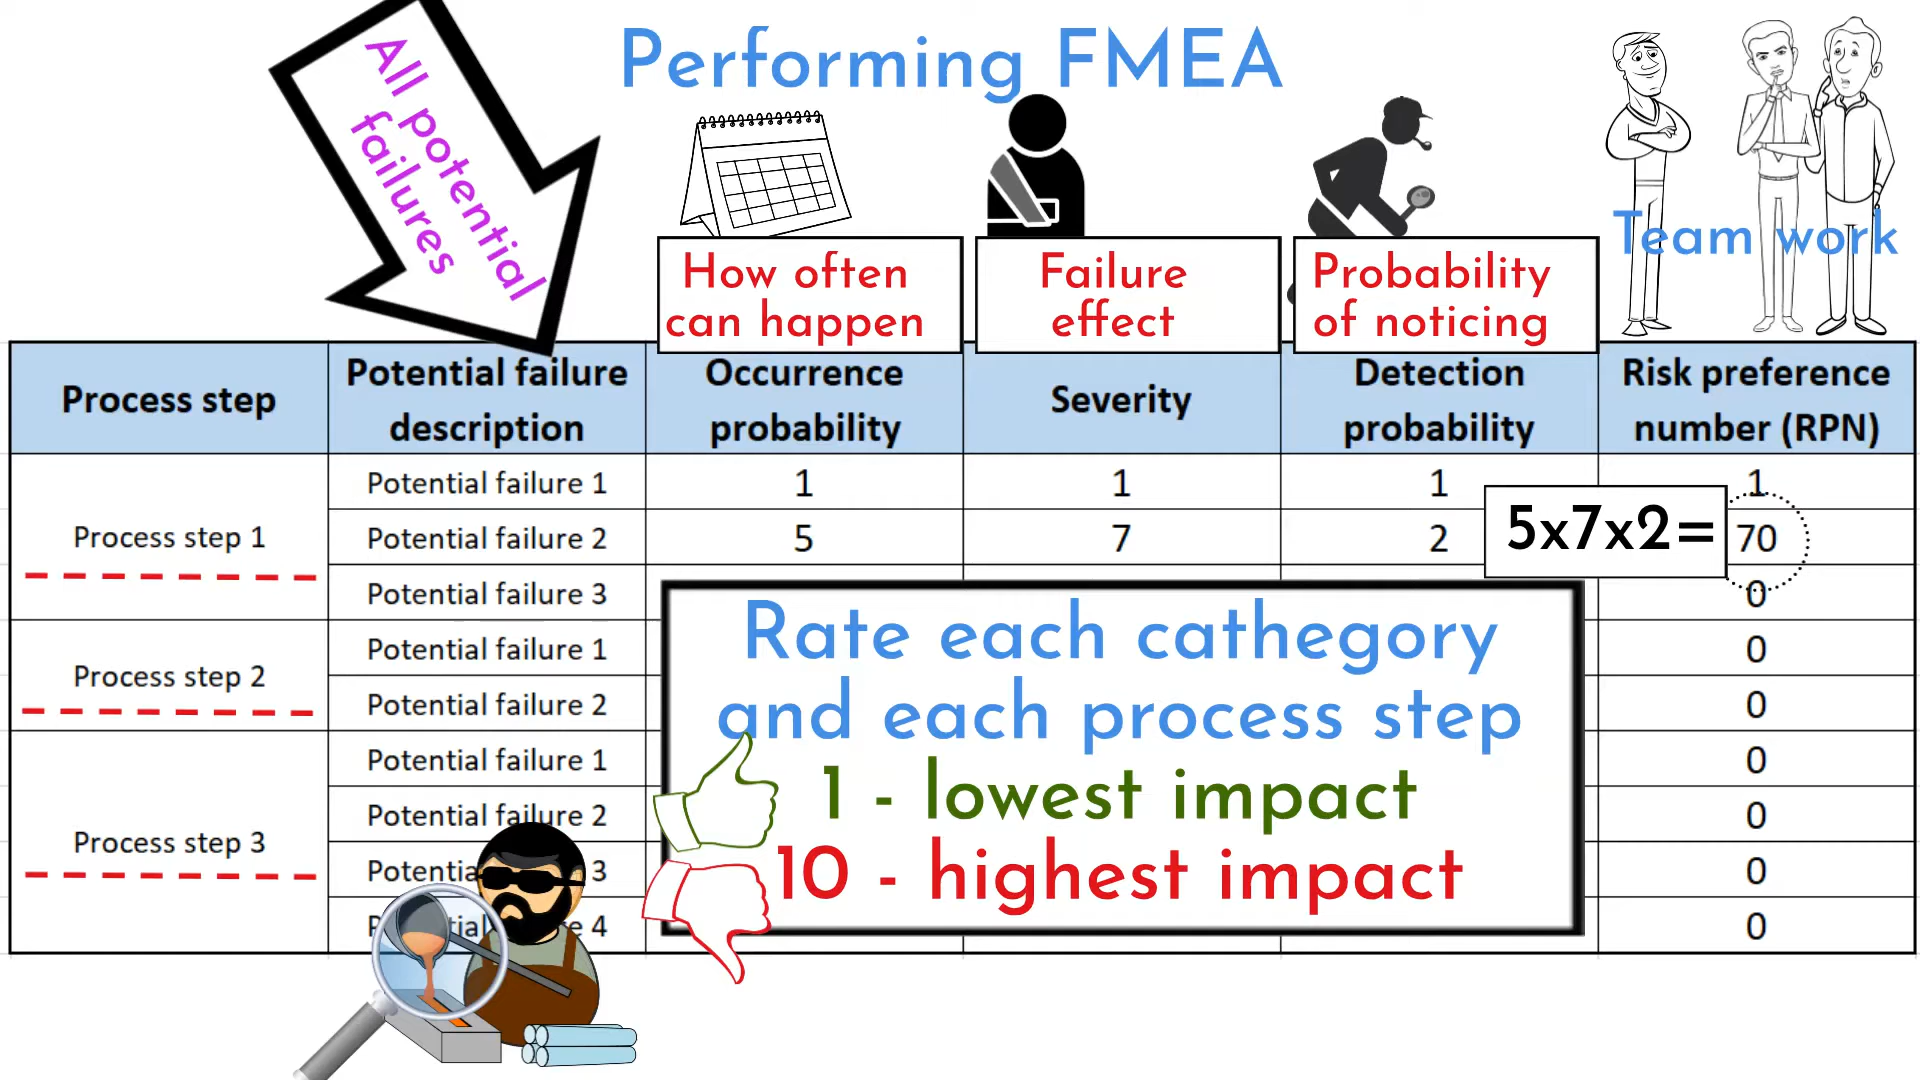 Performing FMEA
All potential
failures
How often
can happen
Failure
effect
Probability
of noticing
Team work
Process step
Potential failure
description
Occurrence
probability
Severity
Detection
probability
Risk preference
number (RPN)
Process step 1
Potential failure 1
1
1
1
1
Potential failure 2
5
7
2
5x7x2=
70
Potential failure 3
0
Process step 2
Potential failure 1
0
Potential failure 2
0
Process step 3
Potential failure 1
0
Potential failure 2
0
3
0
e 4
0
Rate each cathegory
and each process step
1 - lowest impact
10 - highest impact